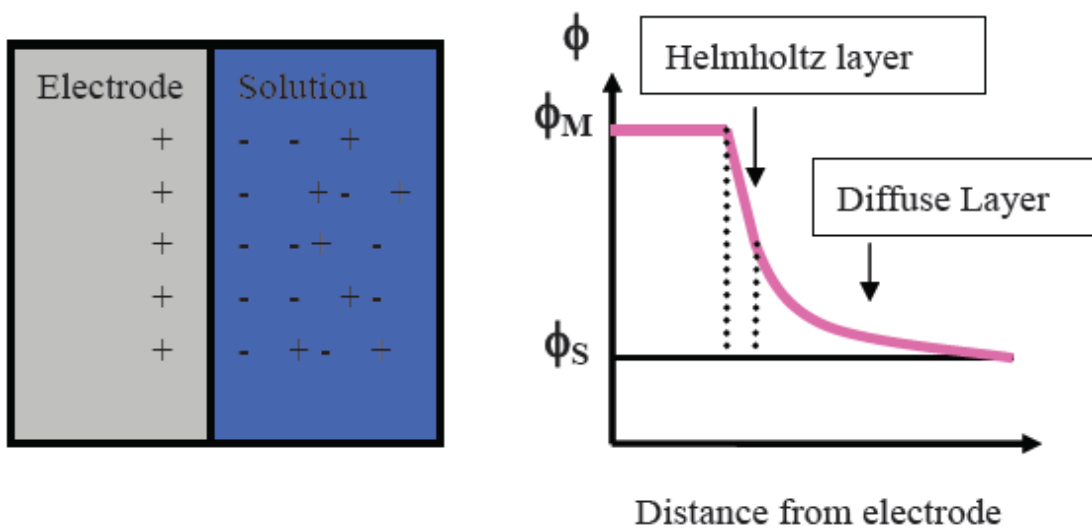 Electrode Solution
+ - - +
+ - + - +
+ - - + -
+ - - + -
+ - + - +
ϕ
Helmholtz layer
ϕM
Diffuse Layer
ϕS
Distance from electrode